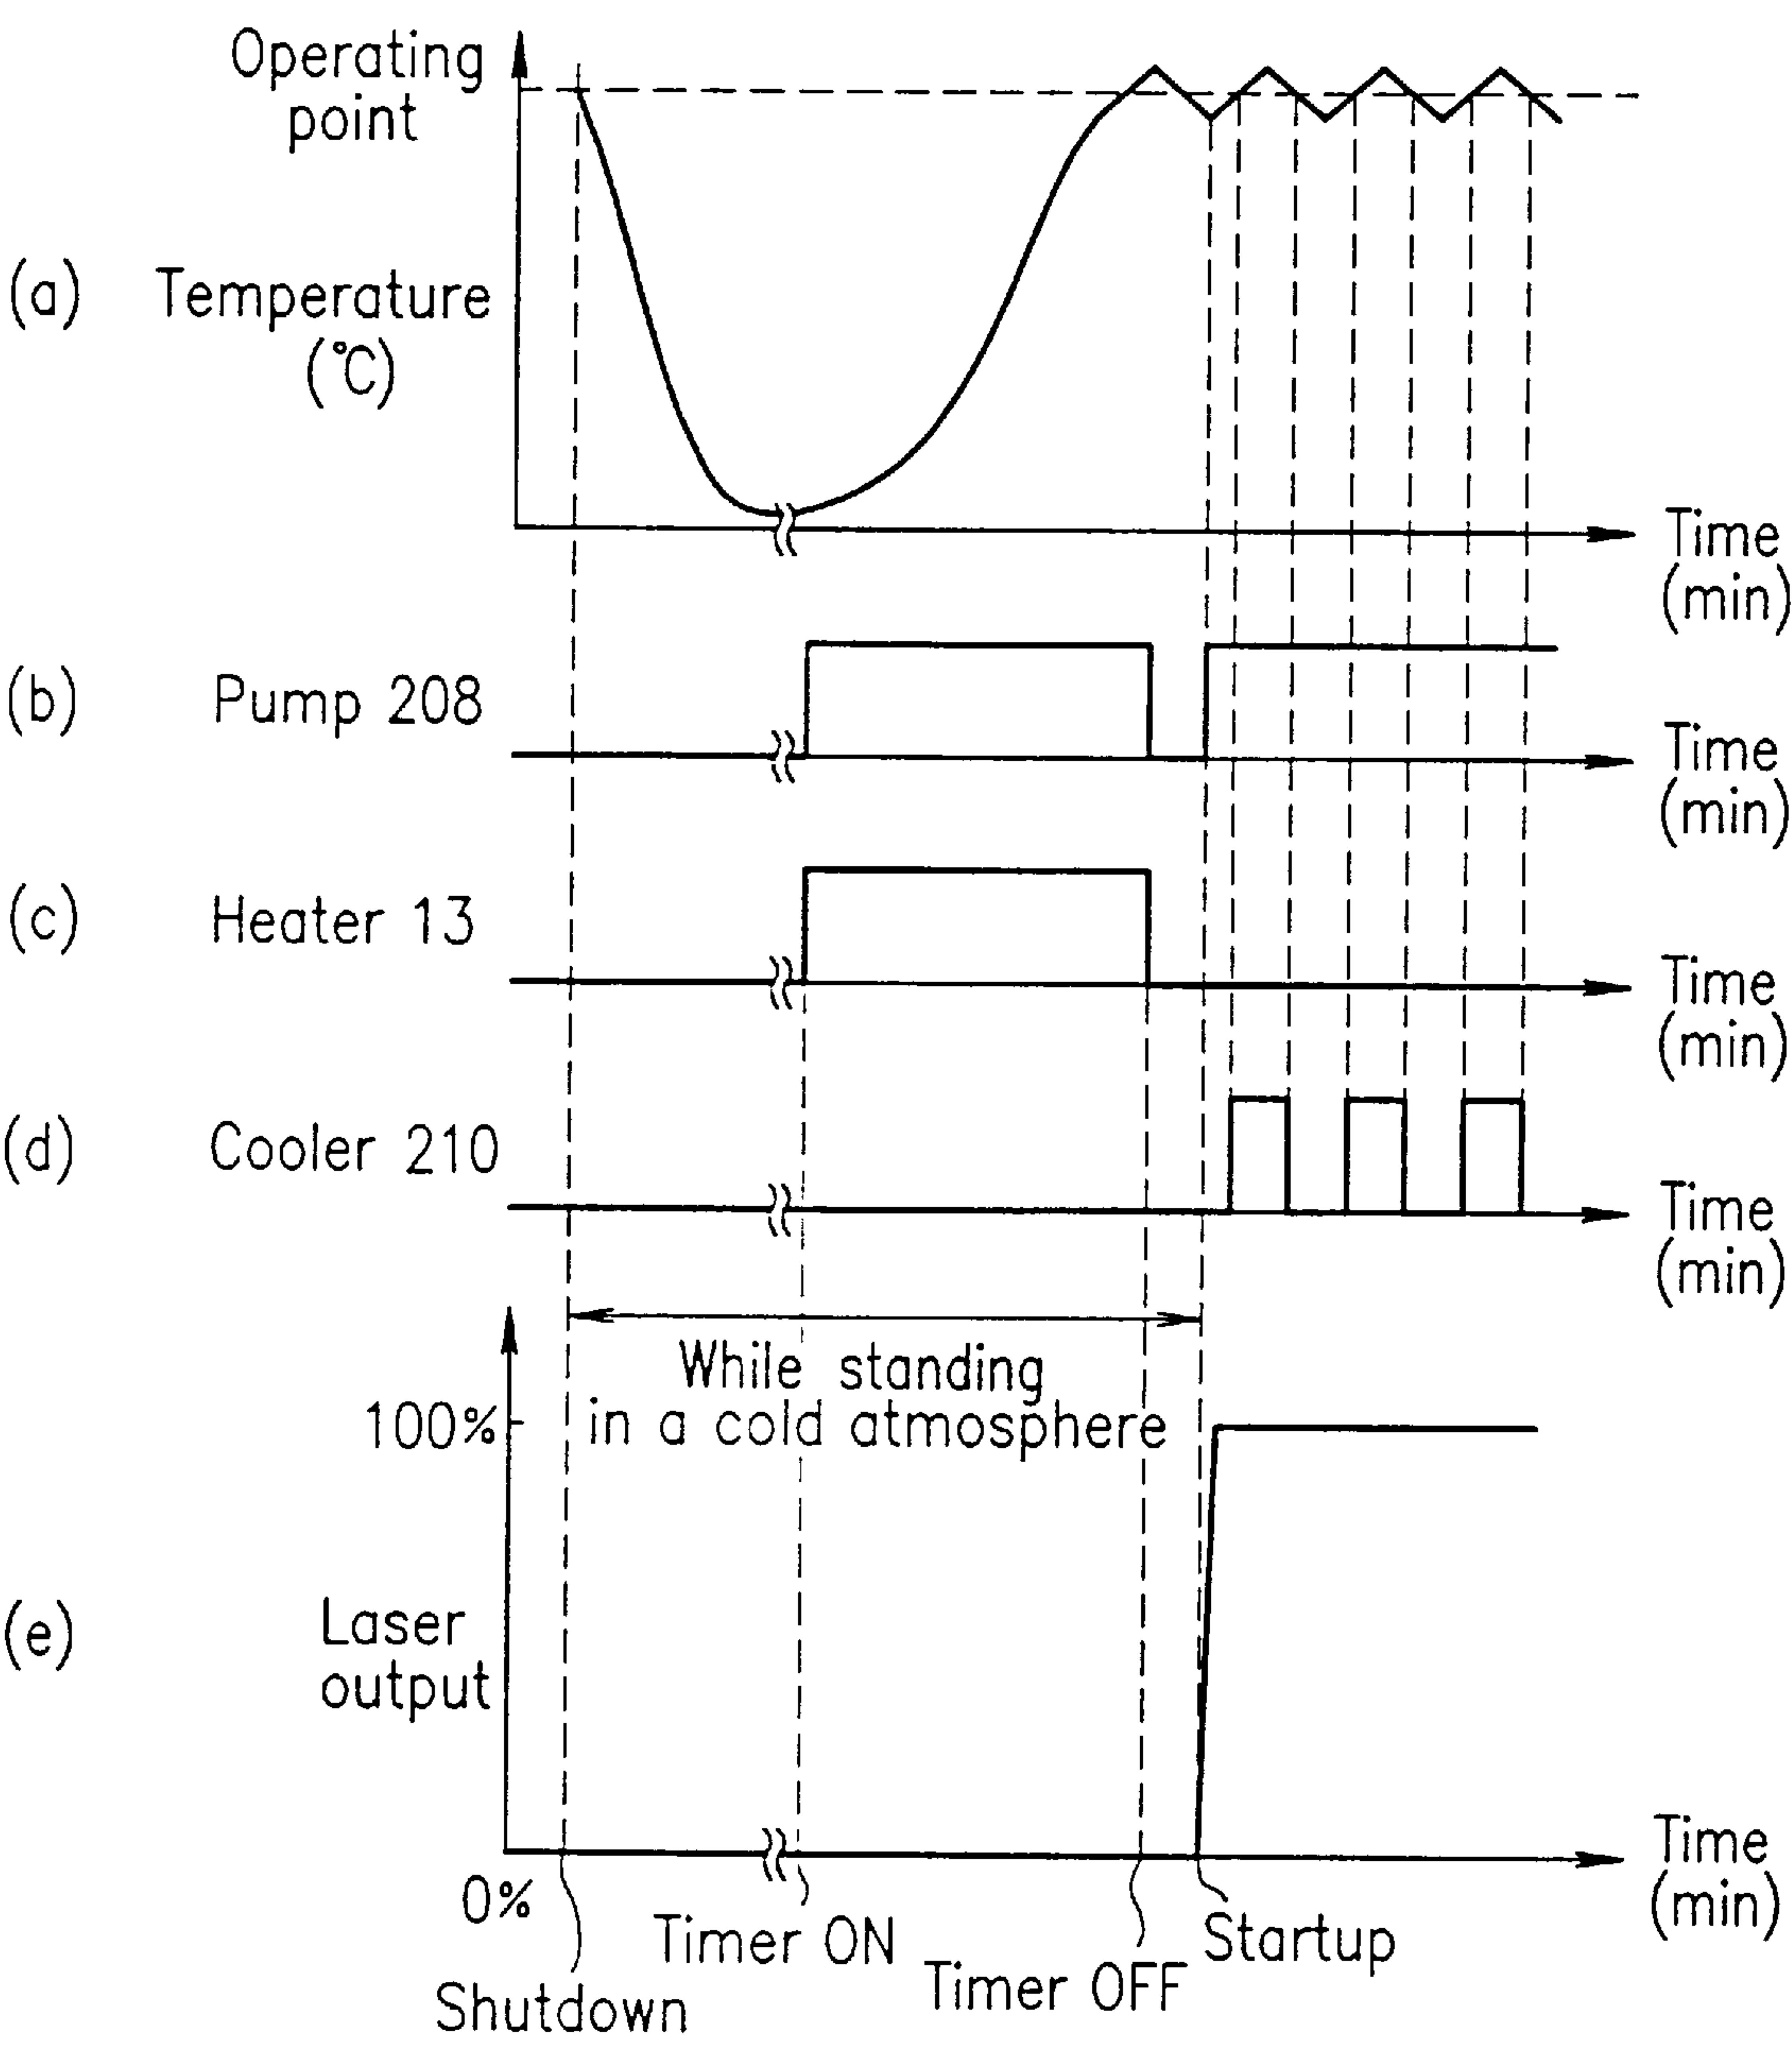 Operating
point
(a) Temperature
(°C)
Time
(min)
(b) Pump 208
Time
(min)
(c) Heater 13
Time
(min)
(d) Cooler 210
Time
(min)
While standing
in a cold atmosphere
100%
(e) Laser
output
Time
(min)
0%
Timer ON
Startup
Timer OFF
Shutdown